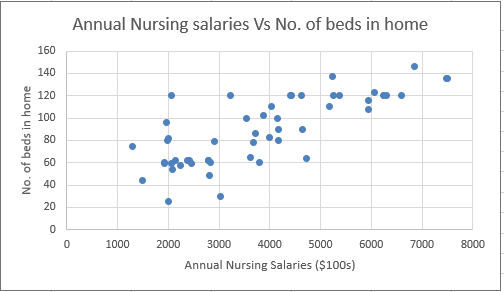 Annual Nursing salaries Vs No. of beds in home
No. of beds in home
160
140
120
100
80
60
40
20
0
0 1000 2000 3000 4000 5000 6000 7000 8000
Annual Nursing Salaries ($100s)